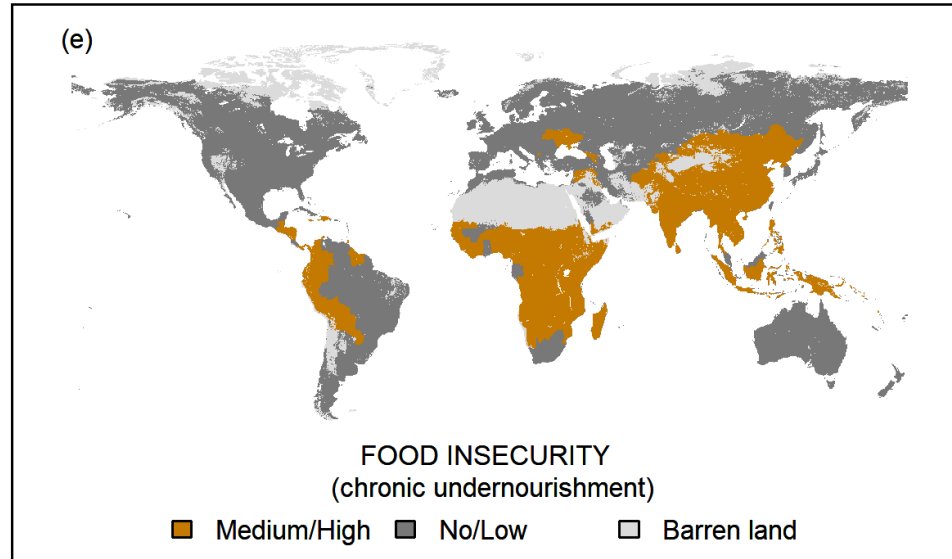 (e)
FOOD INSECURITY
(chronic undernourishment)
Medium/High No/Low Barren land